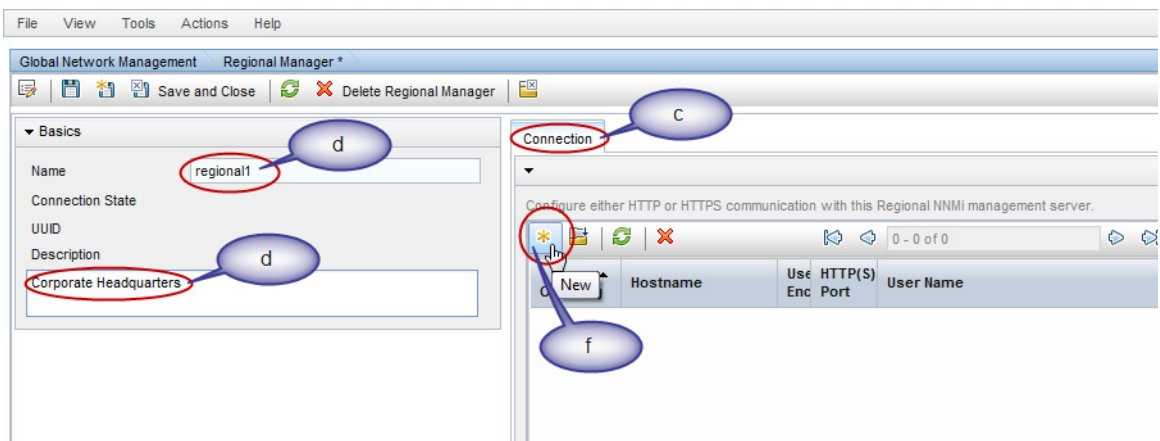 File View Tools Actions Help
Global Network Management Regional Manager *
Save and Close Delete Regional Manager
Basics
d
Name regional1
Connection State
UUID
Description
d
Corporate Headquarters
c
Connection
Configure either HTTP or HTTPS communication with this Regional NNMi management server.
0 - 0 of 0
Hostname Use Enc HTTP(S) Port User Name
New
f